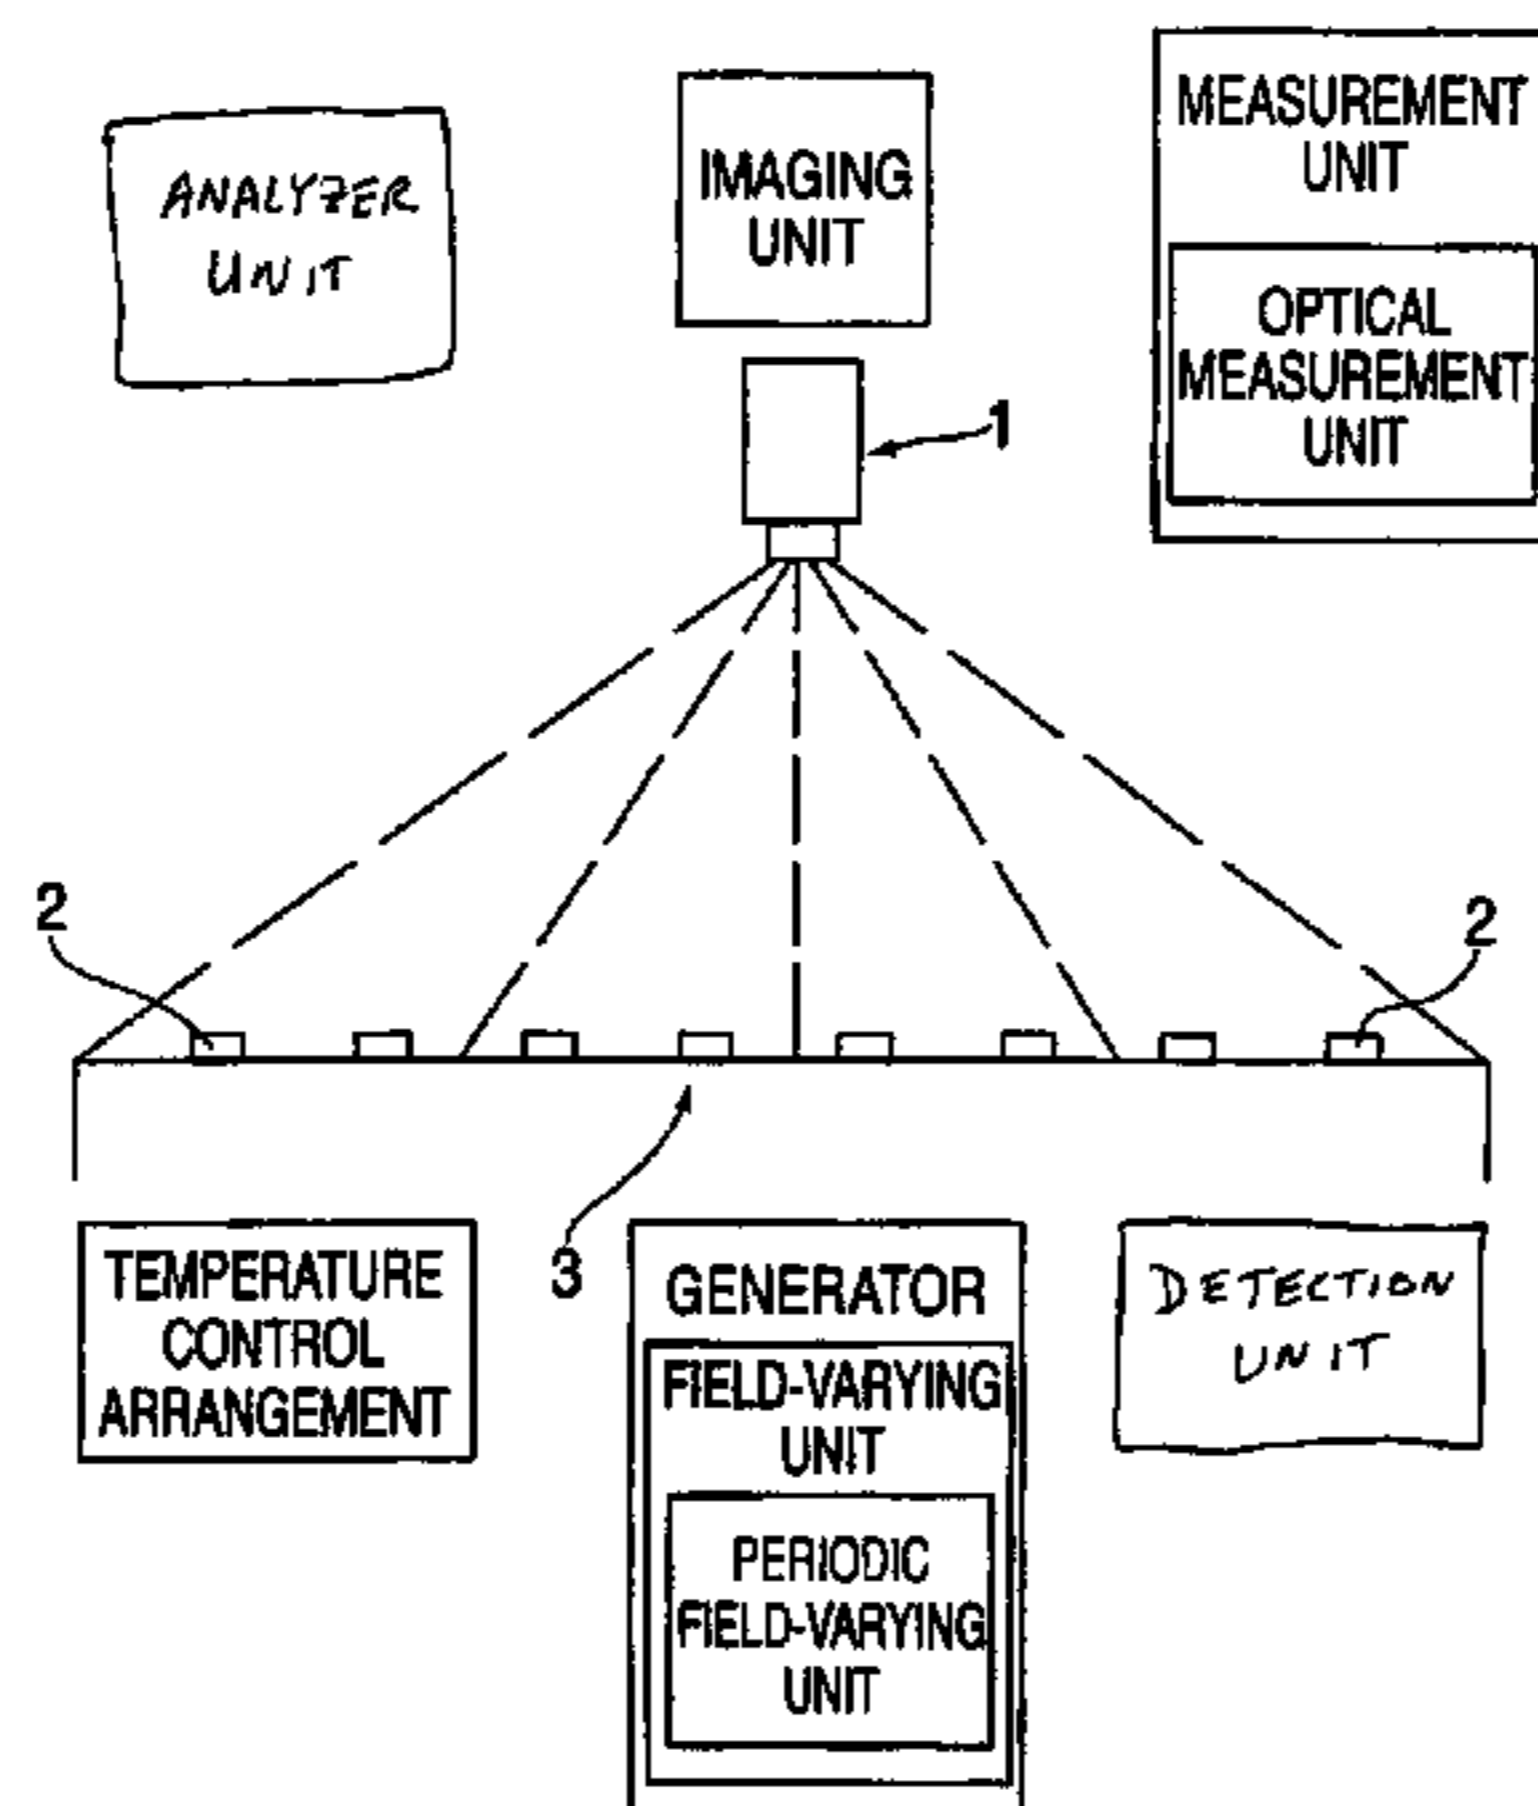 ANALYZER
UNIT
IMAGING
UNIT
MEASUREMENT
UNIT
OPTICAL
MEASUREMENT
UNIT
1
2
2
3
TEMPERATURE
CONTROL
ARRANGEMENT
GENERATOR
FIELD-VARYING
UNIT
PERIODIC
FIELD-VARYING
UNIT
DETECTION
UNIT